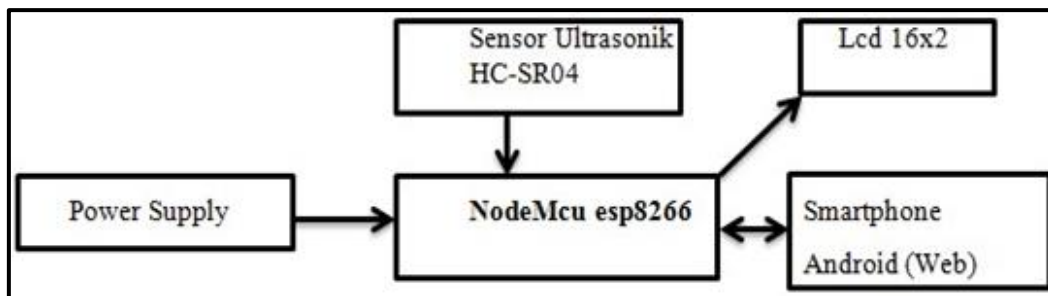 Sensor Ultrasonik
HC-SR04
Lcd 16x2
Power Supply
NodeMcu esp8266
Smartphone
Android (Web)